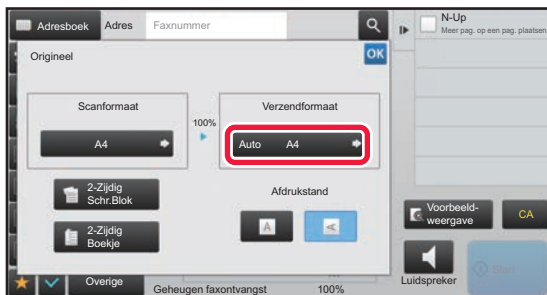 Adresboek Adres Faxnummer
N-Up
Meer pag. op een pag. plaatsen
Origineel OK
Scanformaat Verzendformaat
100%
A4 Auto A4
2-Zijdig
Schr.Blok
Afdrukstand
2-Zijdig
Boekje
A A
Voorbeeld-
weergave
CA
Overige
Geheugen faxontvangst 100%
Luidspreker
Start